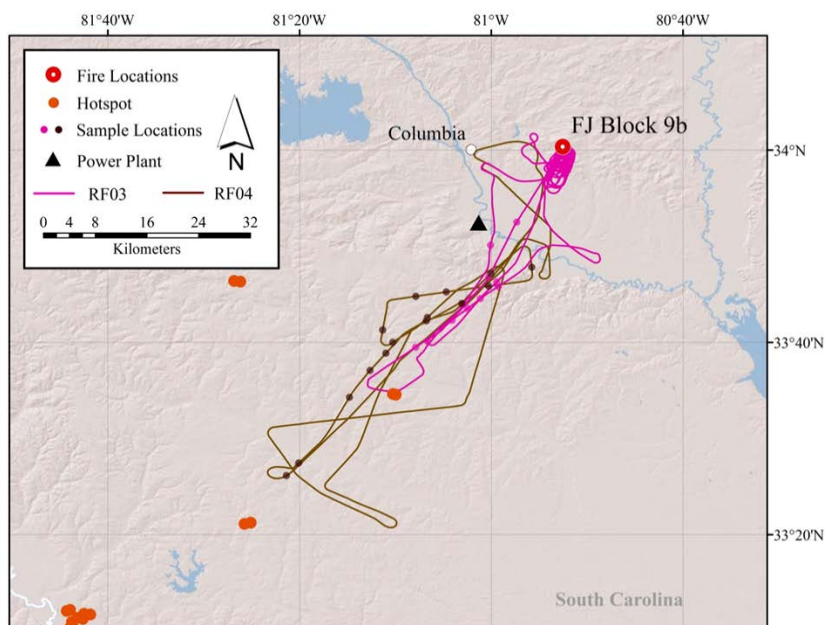 81°40'W 81°20'W 81°W 80°40'W
Fire Locations
Hotspot
Sample Locations
Power Plant
N
RF03 RF04
0 4 8 16 24 32
Kilometers
Columbia
FJ Block 9b
34°N
33°40'N
33°20'N
South Carolina